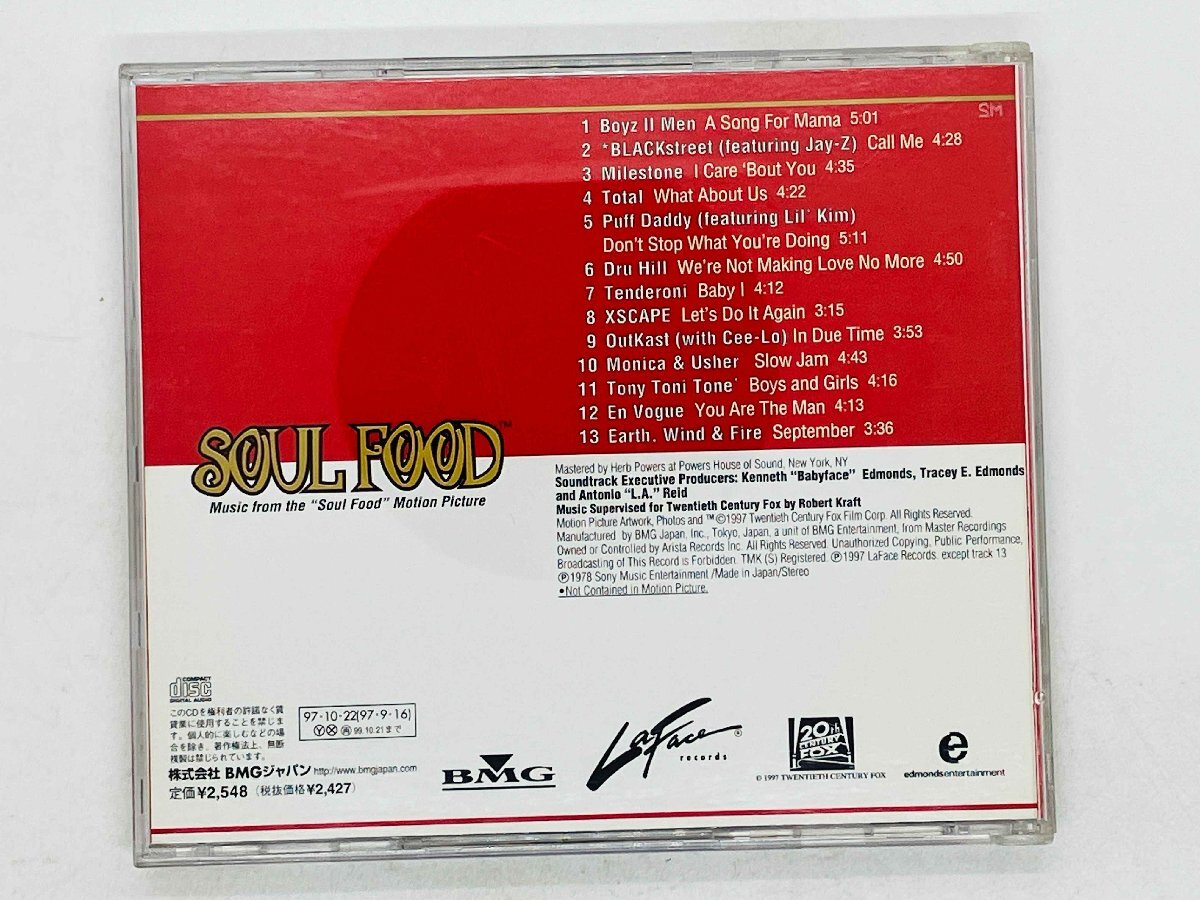 SM
1 Boyz II Men A Song For Mama 5:01
2 *BLACKstreet (featuring Jay-Z) Call Me 4:28
3 Milestone I Care 'Bout You 4:35
4 Total What About Us 4:22
5 Puff Daddy (featuring Lil' Kim)
Don't Stop What You're Doing 5:11
6 Dru Hill We're Not Making Love No More 4:50
7 Tenderoni Baby I 4:12
8 XSCAPE Let's Do It Again 3:15
9 OutKast (with Cee-Lo) In Due Time 3:53
10 Monica & Usher Slow Jam 4:43
11 Tony Toni Tone' Boys and Girls 4:16
12 En Vogue You Are The Man 4:13
13 Earth, Wind & Fire September 3:36
SOUL FOOD™
Music from the "Soul Food" Motion Picture
Mastered by Herb Powers at Powers House of Sound, New York, NY
Soundtrack Executive Producers: Kenneth "Babyface" Edmonds, Tracey E. Edmonds
and Antonio "L.A." Reid
Music Supervised for Twentieth Century Fox by Robert Kraft
Motion Picture Artwork, Photos and ™©1997 Twentieth Century Fox Film Corp. All Rights Reserved.
Manufactured by BMG Japan, Inc., Tokyo, Japan, a unit of BMG Entertainment, from Master Recordings
Owned or Controlled by Arista Records Inc. All Rights Reserved. Unauthorized Copying, Public Performance,
Broadcasting of This Record is Forbidden. TMK (S) Registered. ℗1997 LaFace Records. except track 13
℗1978 Sony Music Entertainment /Made in Japan/Stereo
•Not Contained in Motion Picture.
COMPACT
disc
DIGITAL AUDIO
このCDを権利者の許諾なく賃
貸業に使用することを禁じま
す。個人的に楽しむなどの場
合を除き、著作権法上、無断
複製は禁じられています。
97・10・22(97・9・16)
Ⓨ Ⓧ ㊞ 99.10.21まで
株式会社 BMGジャパン http://www.bmgjapan.com
定価¥2,548 (税抜価格¥2,427)
BMG
LaFace
records
®
20th
CENTURY
FOX
© 1997 TWENTIETH CENTURY FOX
e
edmondsentertainment